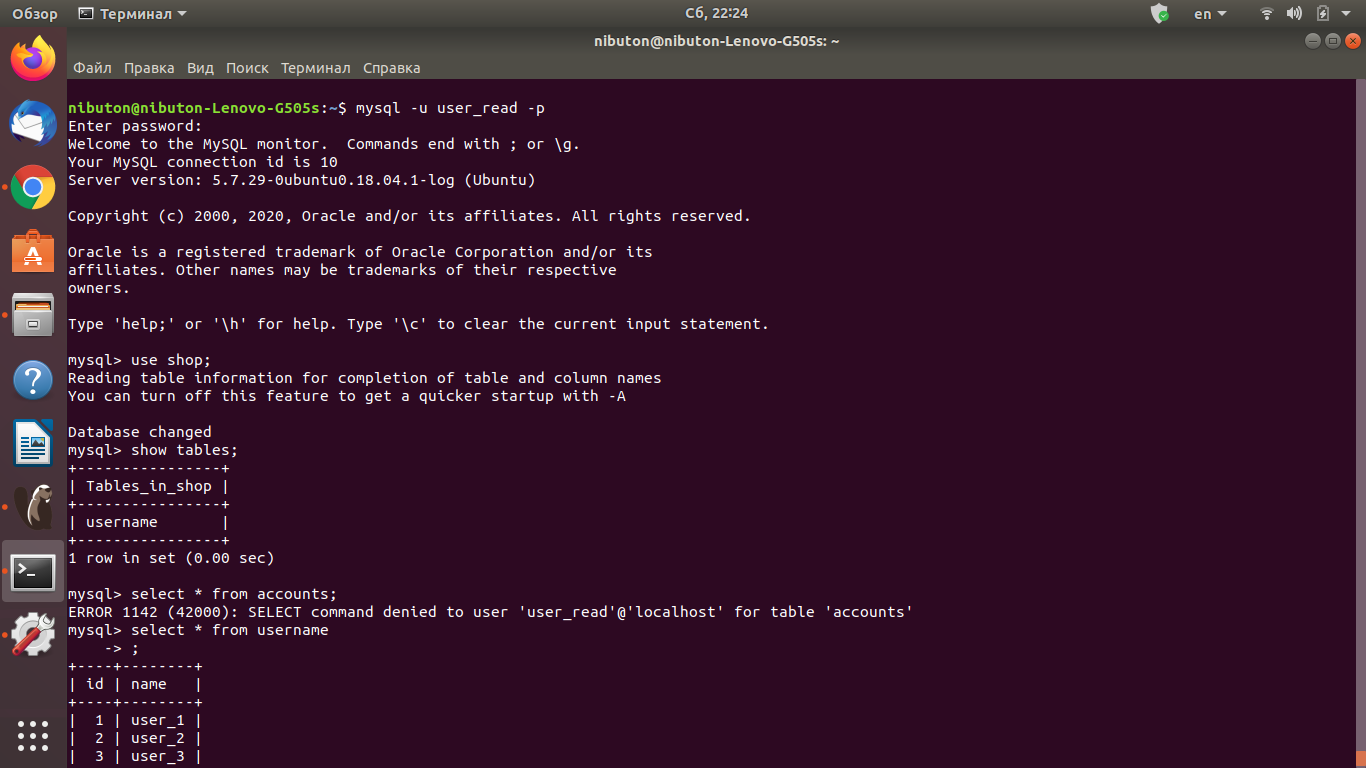 Обзор Терминал Сб, 22:24 en
nibuton@nibuton-Lenovo-G505s: ~
Файл Правка Вид Поиск Терминал Справка
nibuton@nibuton-Lenovo-G505s:~$ mysql -u user_read -p
Enter password:
Welcome to the MySQL monitor.  Commands end with ; or \g.
Your MySQL connection id is 10
Server version: 5.7.29-0ubuntu0.18.04.1-log (Ubuntu)

Copyright (c) 2000, 2020, Oracle and/or its affiliates. All rights reserved.

Oracle is a registered trademark of Oracle Corporation and/or its
affiliates. Other names may be trademarks of their respective
owners.

Type 'help;' or '\h' for help. Type '\c' to clear the current input statement.

mysql> use shop;
Reading table information for completion of table and column names
You can turn off this feature to get a quicker startup with -A

Database changed
mysql> show tables;
+----------------+
| Tables_in_shop |
+----------------+
| username       |
+----------------+
1 row in set (0.00 sec)

mysql> select * from accounts;
ERROR 1142 (42000): SELECT command denied to user 'user_read'@'localhost' for table 'accounts'
mysql> select * from username
    -> ;
+----+--------+
| id | name   |
+----+--------+
|  1 | user_1 |
|  2 | user_2 |
|  3 | user_3 |